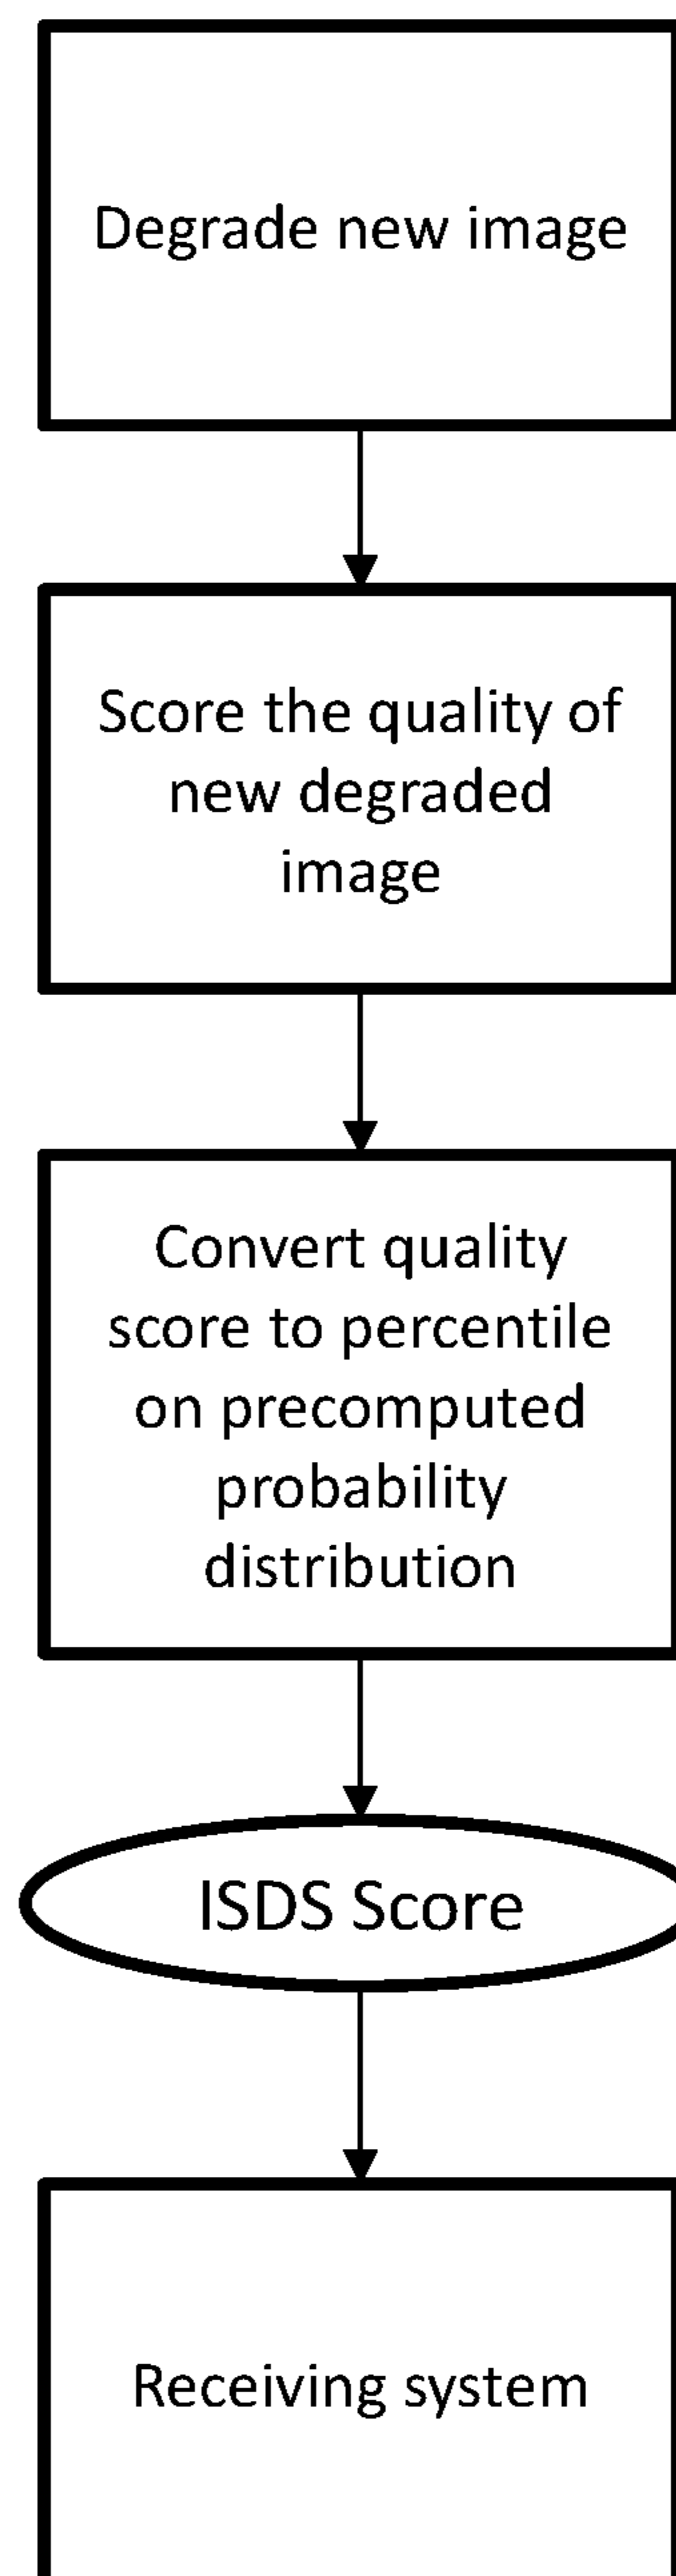 Degrade new image
Score the quality of
new degraded
image
Convert quality
score to percentile
on precomputed
probability
distribution
ISDS Score
Receiving system